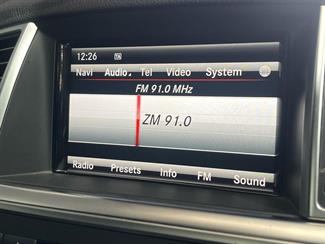 12:26 TA
Navi Audio Tel Video System
FM 91.0 MHz
ZM 91.0
Radio Presets Info FM Sound